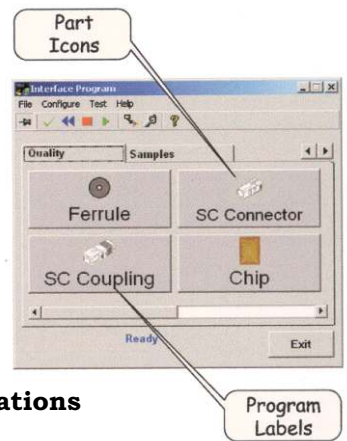 Part
Icons
Interface Program
File Configure Test Help
Quality
Samples
Ferrule
SC Connector
SC Coupling
Chip
Ready
Exit
ations
Program
Labels